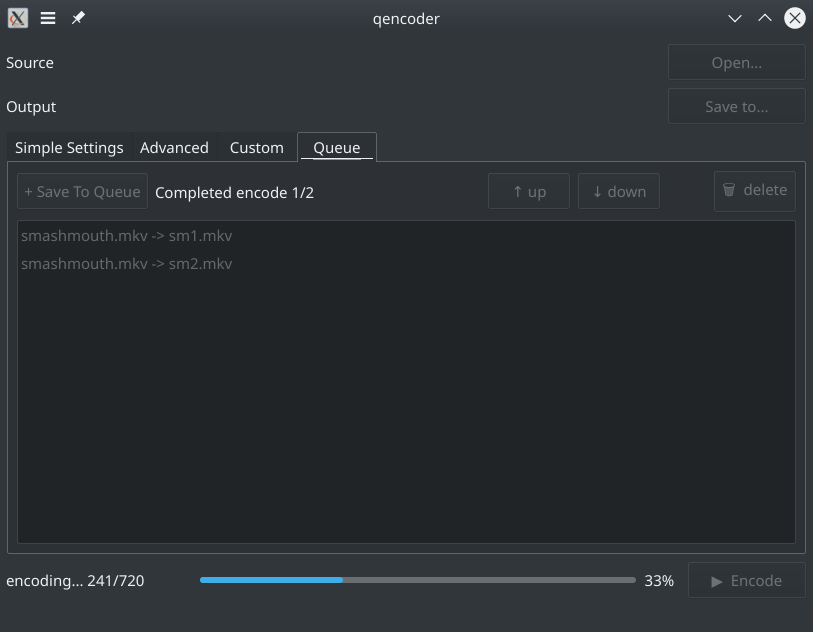 qencoder
Source
Open...
Output
Save to...
Simple Settings Advanced Custom Queue
+ Save To Queue Completed encode 1/2 ↑ up ↓ down delete
smashmouth.mkv -> sm1.mkv
smashmouth.mkv -> sm2.mkv
encoding... 241/720 33% ▶ Encode